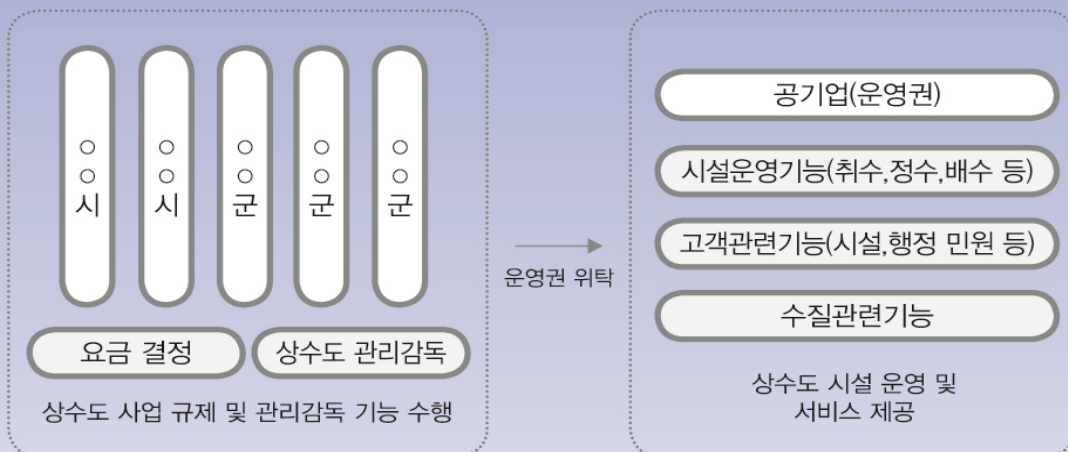 ○○시
○○시
○○군
○○군
○○군
요금 결정
상수도 관리감독
상수도 사업 규제 및 관리감독 기능 수행
운영권 위탁
공기업(운영권)
시설운영기능(취수,정수,배수 등)
고객관련기능(시설,행정 민원 등)
수질관련기능
상수도 시설 운영 및
서비스 제공